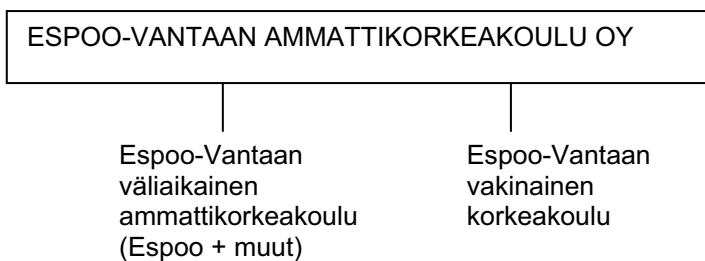 ESPOO-VANTAAN AMMATTIKORKEAKOULU OY
Espoo-Vantaan
väliaikainen
ammattikorkeakoulu
(Espoo + muut)
Espoo-Vantaan
vakinainen
korkeakoulu